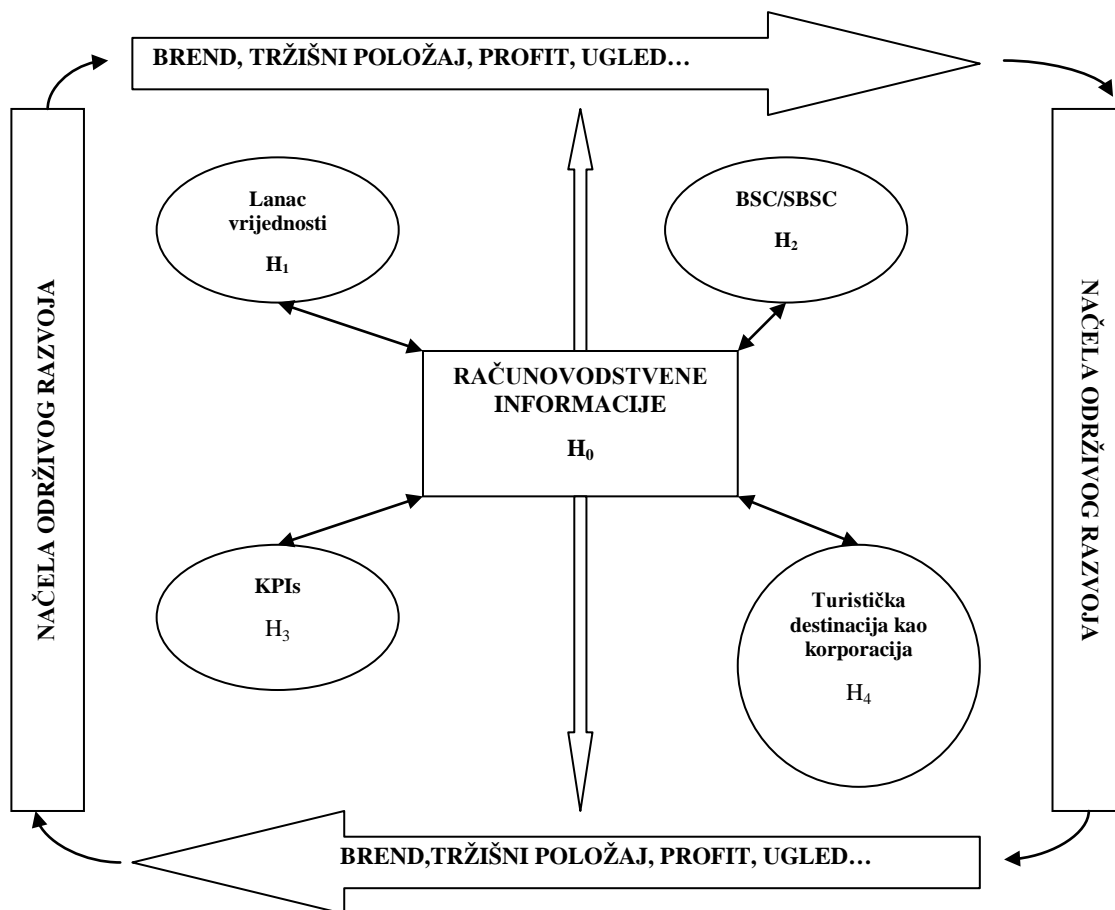 BREND, TRŽIŠNI POLOŽAJ, PROFIT, UGLED…
NAČELA ODRŽIVOG RAZVOJA
Lanac
vrijednosti
H₁
BSC/SBSC
H₂
NAČELA ODRŽIVOG RAZVOJA
RAČUNOVODSTVENE
INFORMACIJE
H₀
KPIs
H₃
Turistička
destinacija kao
korporacija
H₄
BREND,TRŽIŠNI POLOŽAJ, PROFIT, UGLED…